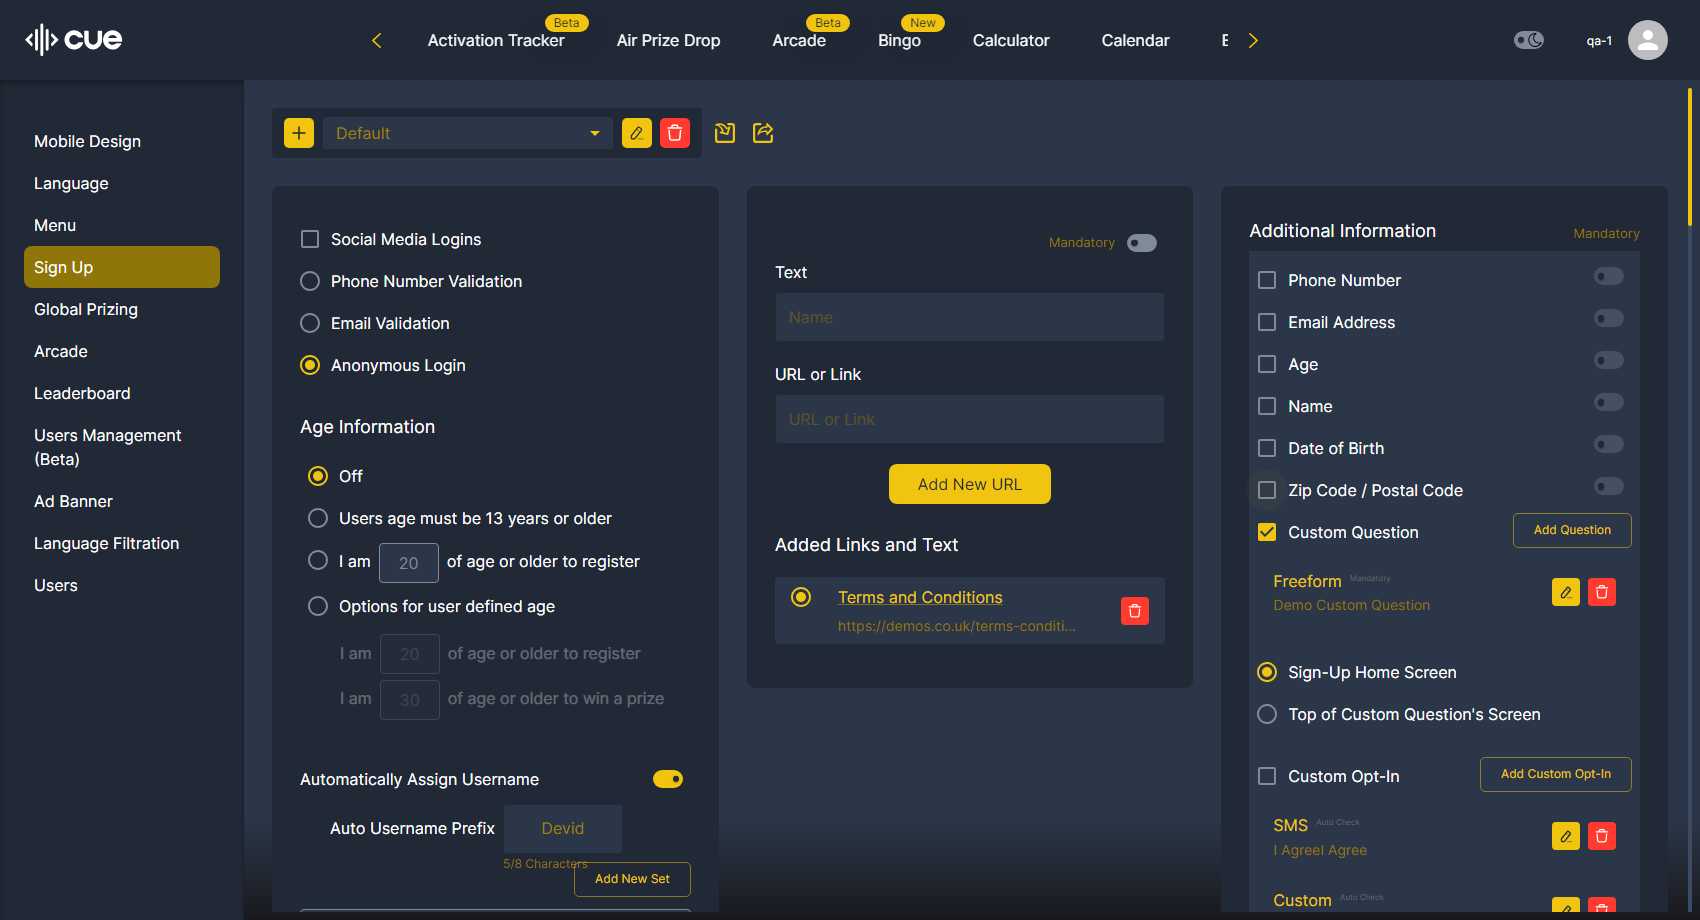 cue
Activation Tracker
Beta
Air Prize Drop
Arcade
Beta
Bingo
New
Calculator
Calendar
qa-1
Mobile Design
Language
Menu
Sign Up
Global Prizing
Arcade
Leaderboard
Users Management
(Beta)
Ad Banner
Language Filtration
Users
Default
Social Media Logins
Phone Number Validation
Email Validation
Anonymous Login
Age Information
Off
Users age must be 13 years or older
I am 20 of age or older to register
Options for user defined age
I am 20 of age or older to register
I am 30 of age or older to win a prize
Automatically Assign Username
Auto Username Prefix Devid
5/8 Characters
Add New Set
Mandatory
Text
Name
URL or Link
URL or Link
Add New URL
Added Links and Text
Terms and Conditions
https://demos.co.uk/terms-conditi...
Additional Information Mandatory
Phone Number
Email Address
Age
Name
Date of Birth
Zip Code / Postal Code
Custom Question Add Question
Freeform Mandatory
Demo Custom Question
Sign-Up Home Screen
Top of Custom Question's Screen
Custom Opt-In Add Custom Opt-In
SMS Auto Check
I AgreeI Agree
Custom Auto Check